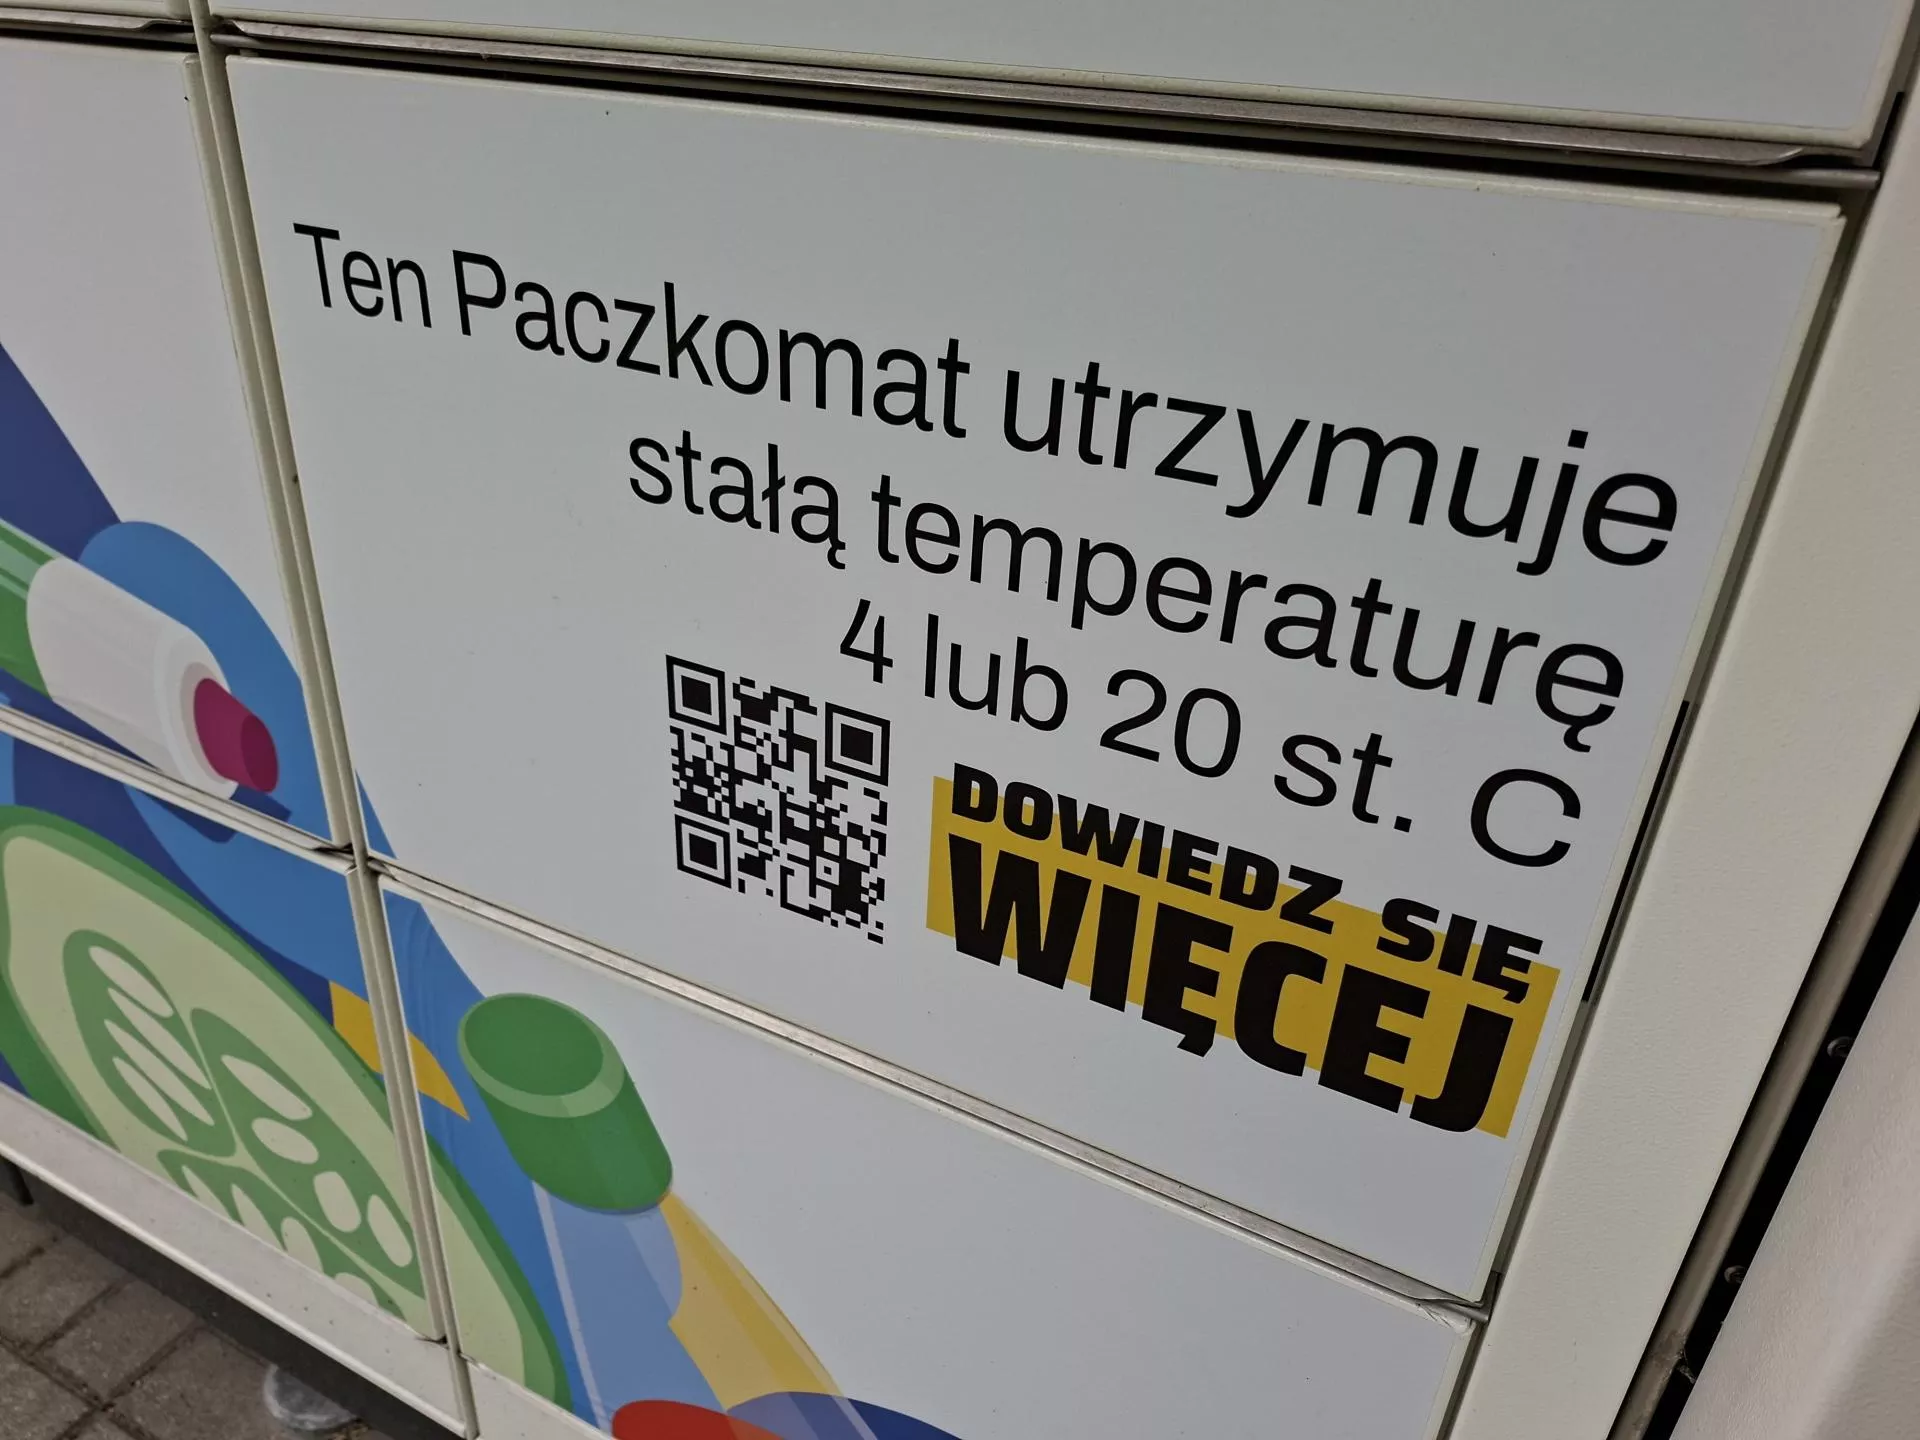 Ten Paczkomat utrzymuje
stałą temperaturę
4 lub 20 st. C
DOWIEDZ SIĘ
WIĘCEJ